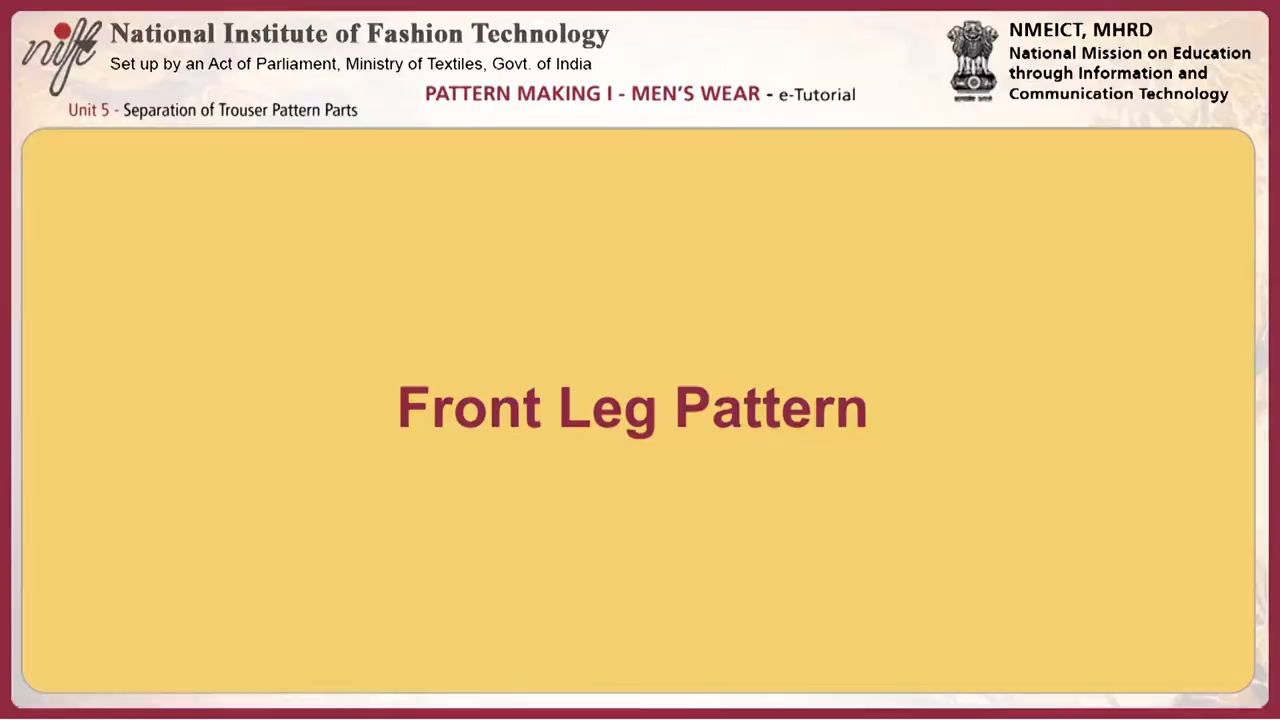 nift
National Institute of Fashion Technology
Set up by an Act of Parliament, Ministry of Textiles, Govt. of India
Unit 5 - Separation of Trouser Pattern Parts
PATTERN MAKING I - MEN'S WEAR - e-Tutorial
NMEICT, MHRD
National Mission on Education
through Information and
Communication Technology
Front Leg Pattern